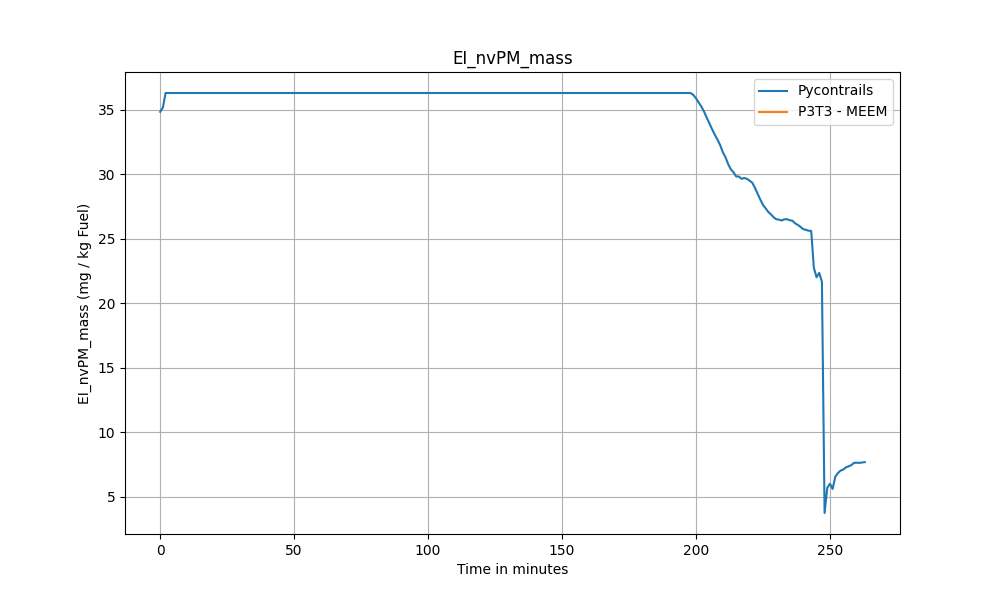 EI_nvPM_mass
Pycontrails
P3T3 - MEEM
EI_nvPM_mass (mg / kg Fuel)
35
30
25
20
15
10
5
0 50 100 150 200 250
Time in minutes